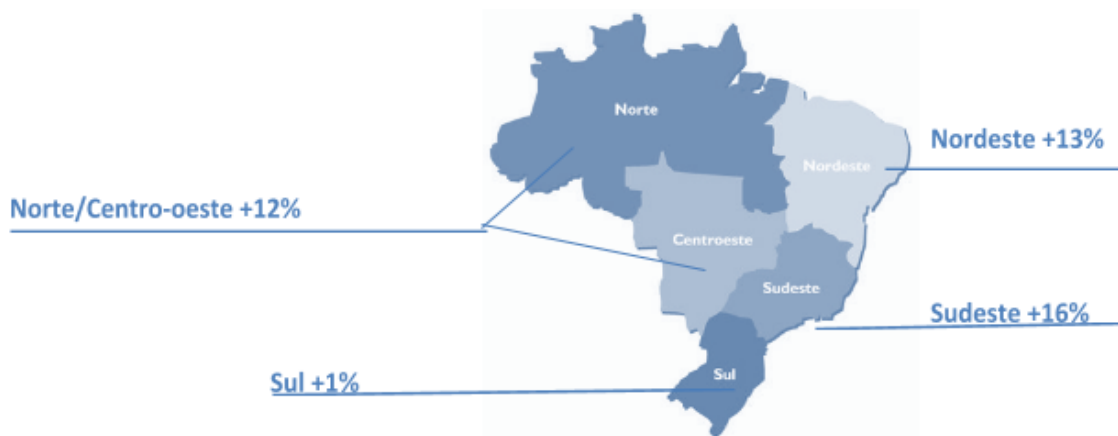 Norte
Nordeste +13%
Nordeste
Norte/Centro-oeste +12%
Centroeste
Sudeste
Sudeste +16%
Sul
Sul +1%